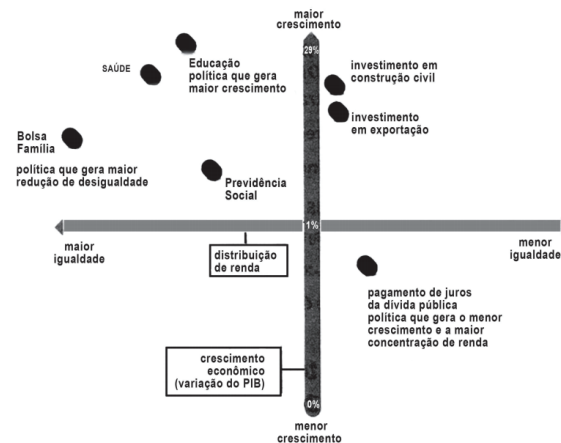 maior
crescimento
29%
Educação
política que gera
maior crescimento
SAÚDE
investimento em
construção civil
investimento
em exportação
Bolsa
Família
política que gera maior
redução de desigualdade
Previdência
Social
1%
maior
igualdade
menor
igualdade
distribuição
de renda
pagamento de juros
da dívida pública
política que gera o menor
crescimento e a maior
concentração de renda
crescimento
econômico
(variação do PIB)
0%
menor
crescimento